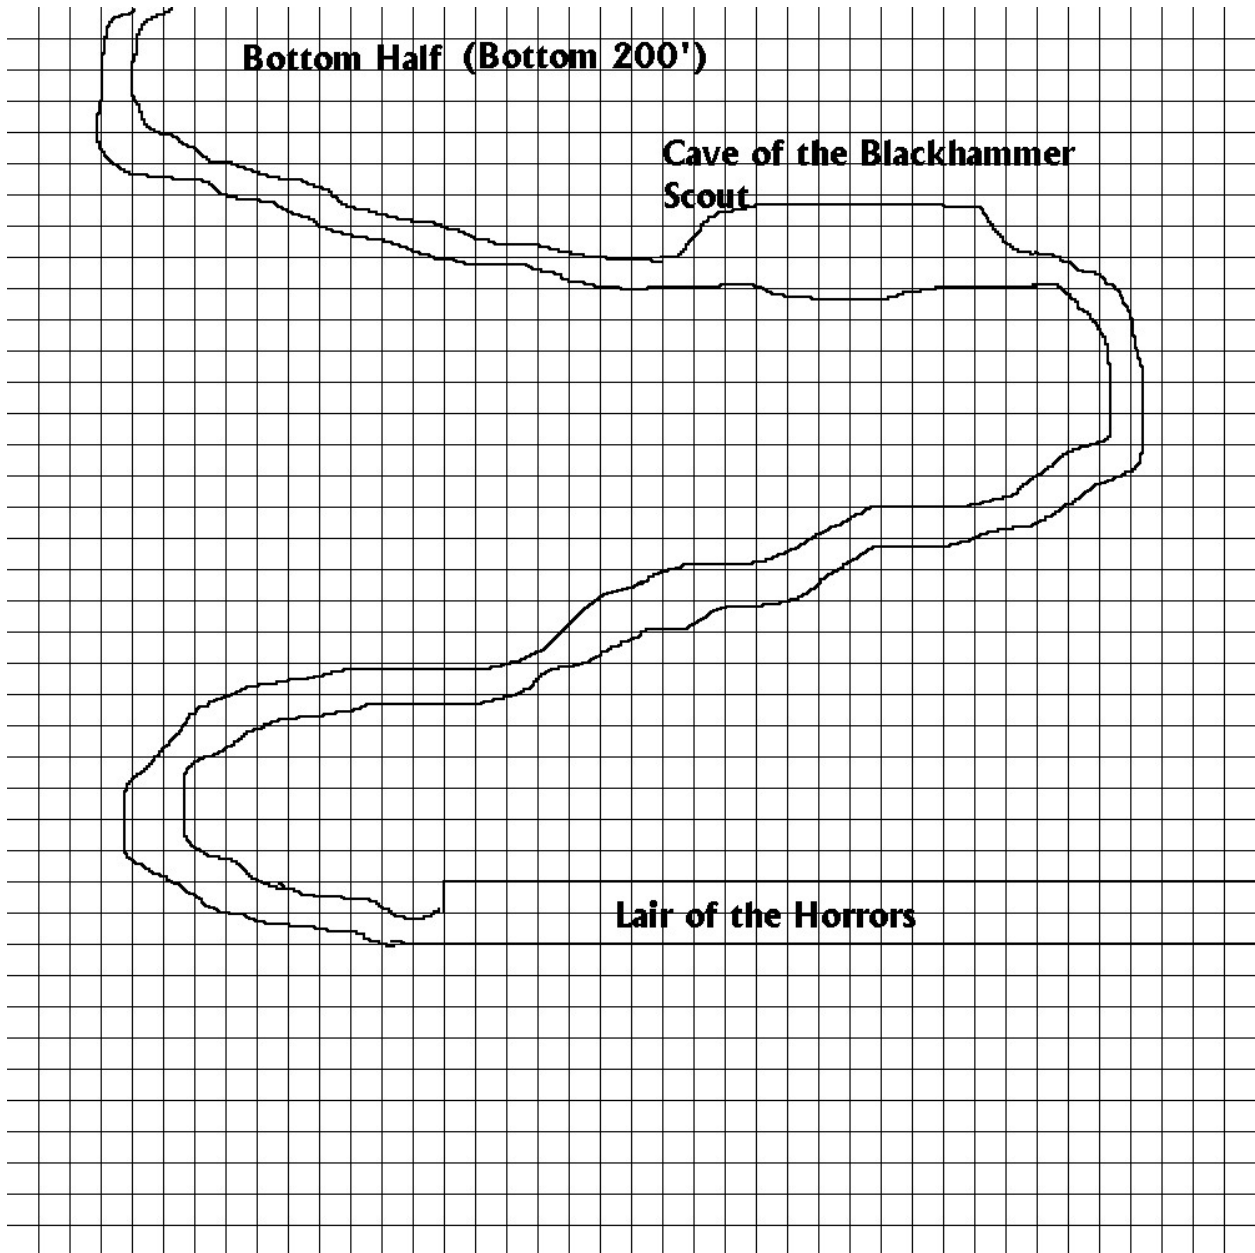 Bottom Half (Bottom 200')
Cave of the Blackhammer
Scout
Lair of the Horrors